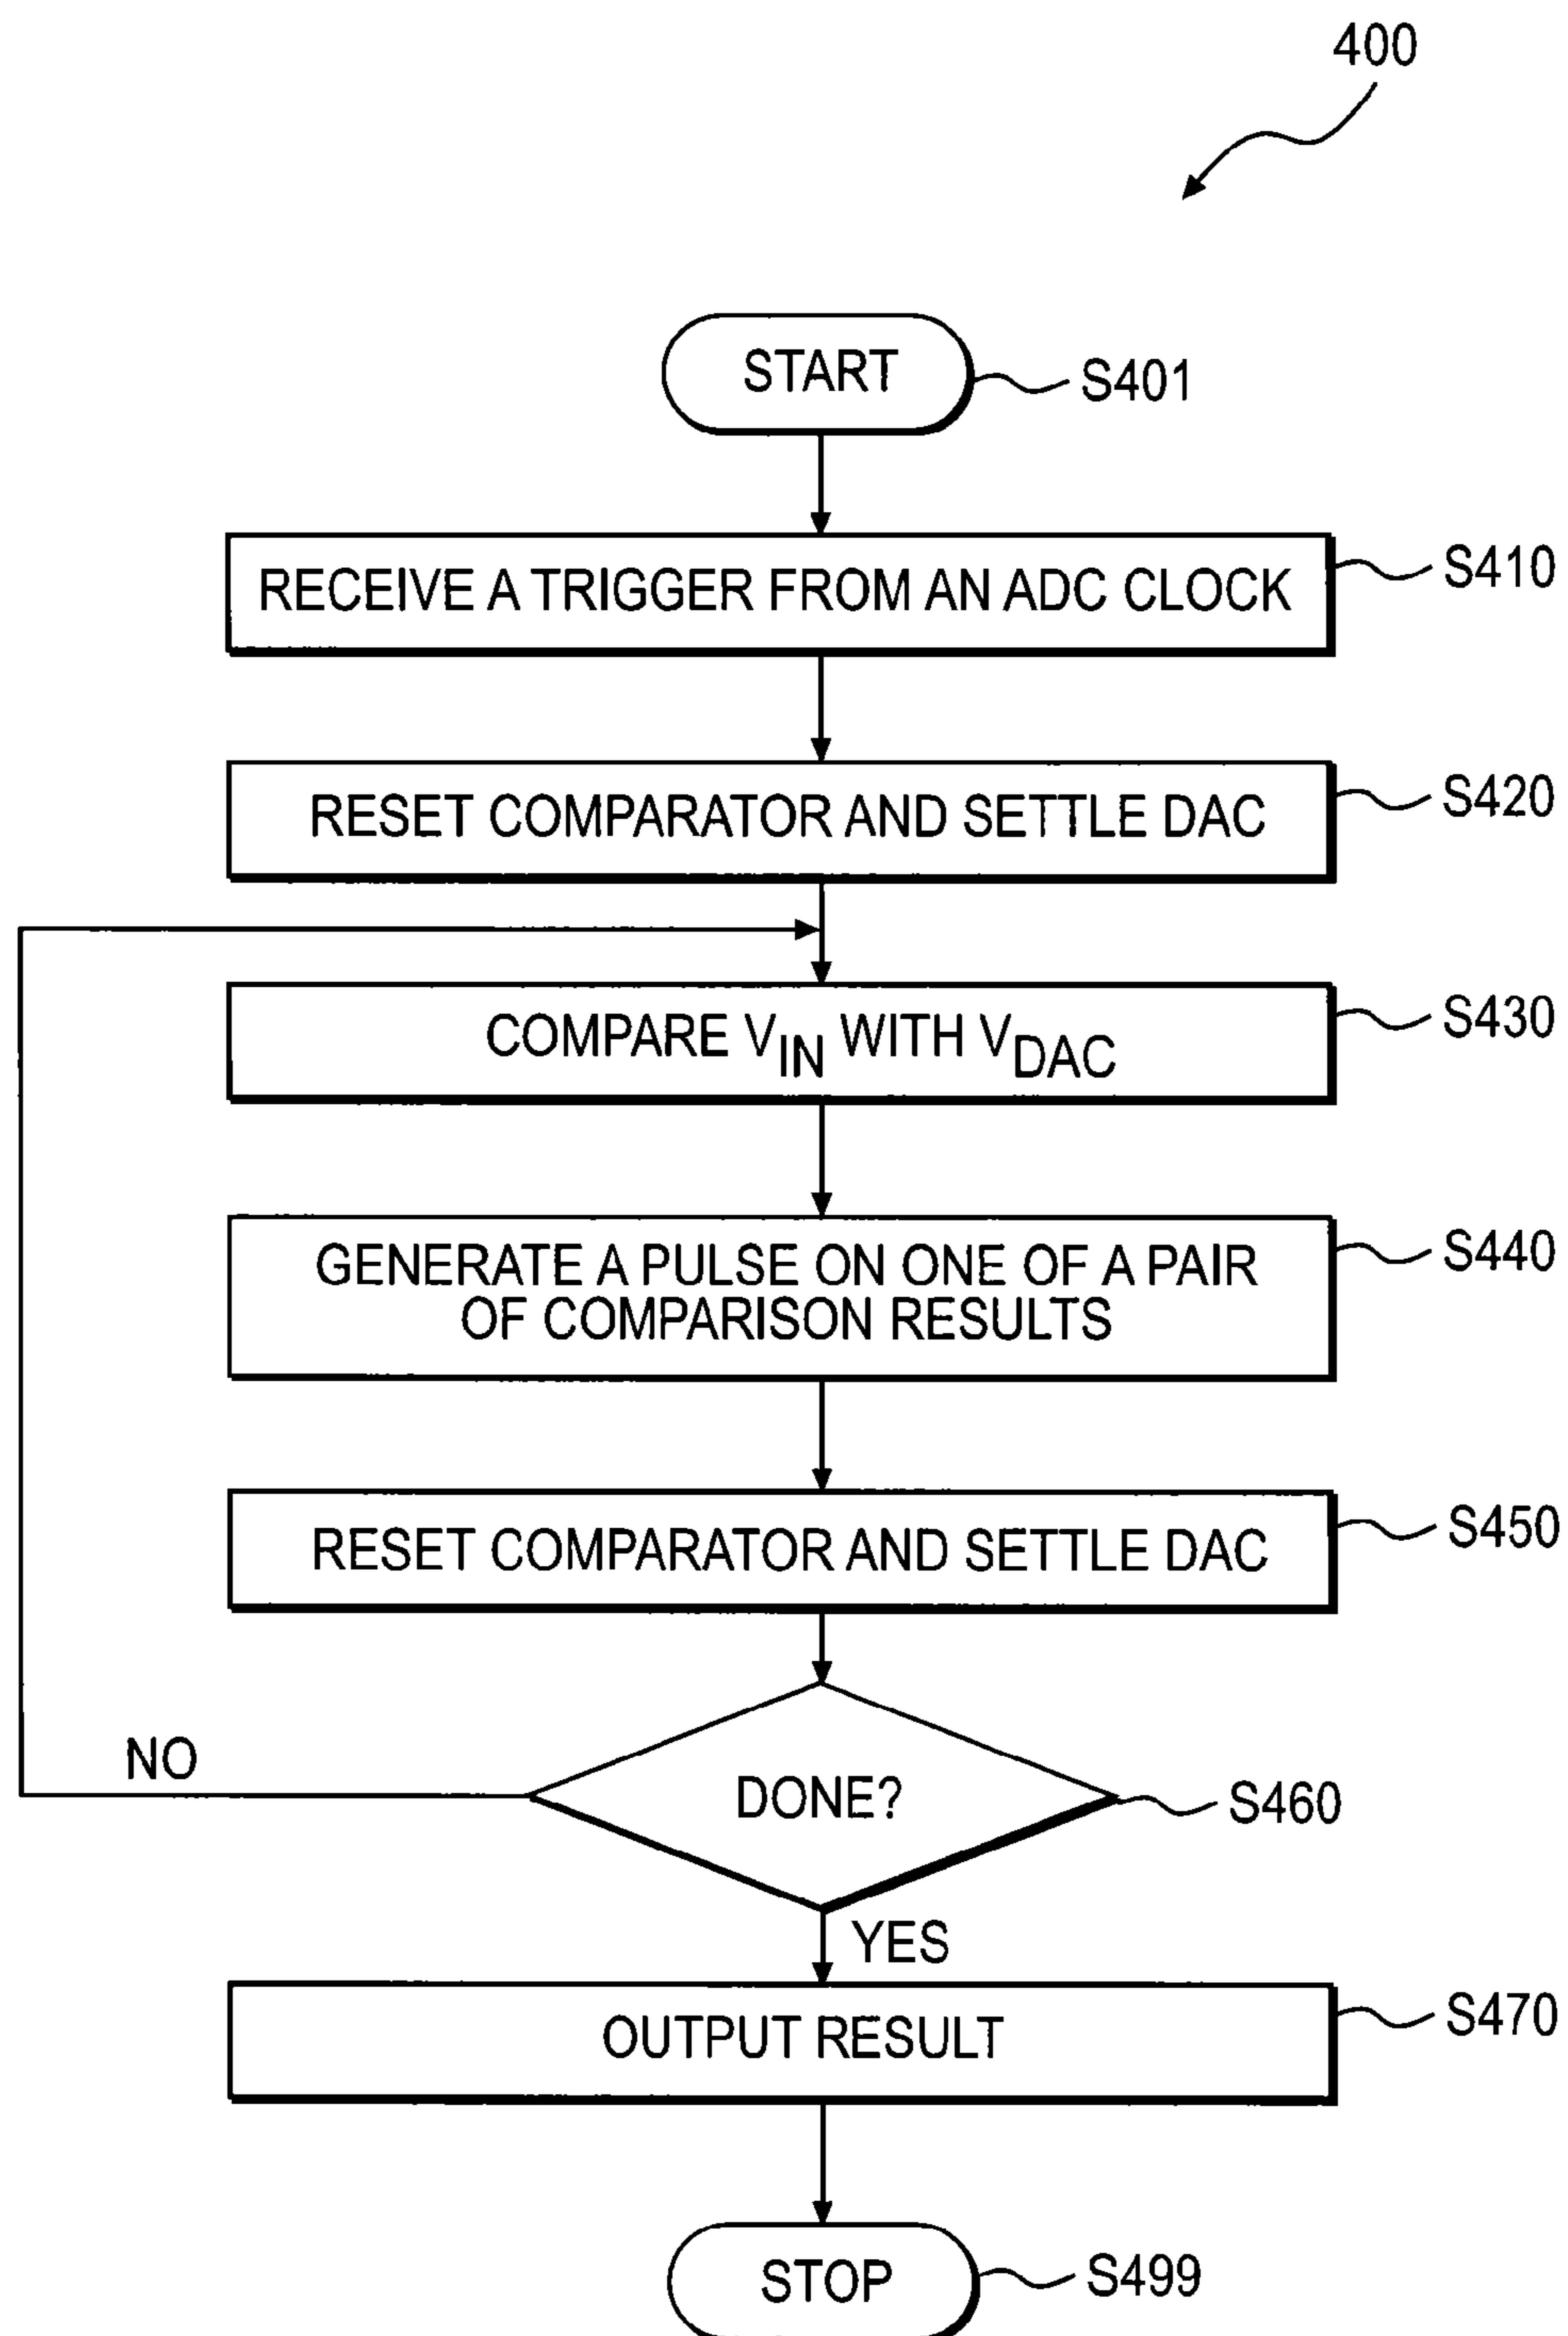 400
START
S401
RECEIVE A TRIGGER FROM AN ADC CLOCK
S410
RESET COMPARATOR AND SETTLE DAC
S420
COMPARE VIN WITH VDAC
S430
GENERATE A PULSE ON ONE OF A PAIR
OF COMPARISON RESULTS
S440
RESET COMPARATOR AND SETTLE DAC
S450
NO
DONE?
S460
YES
OUTPUT RESULT
S470
STOP
S499